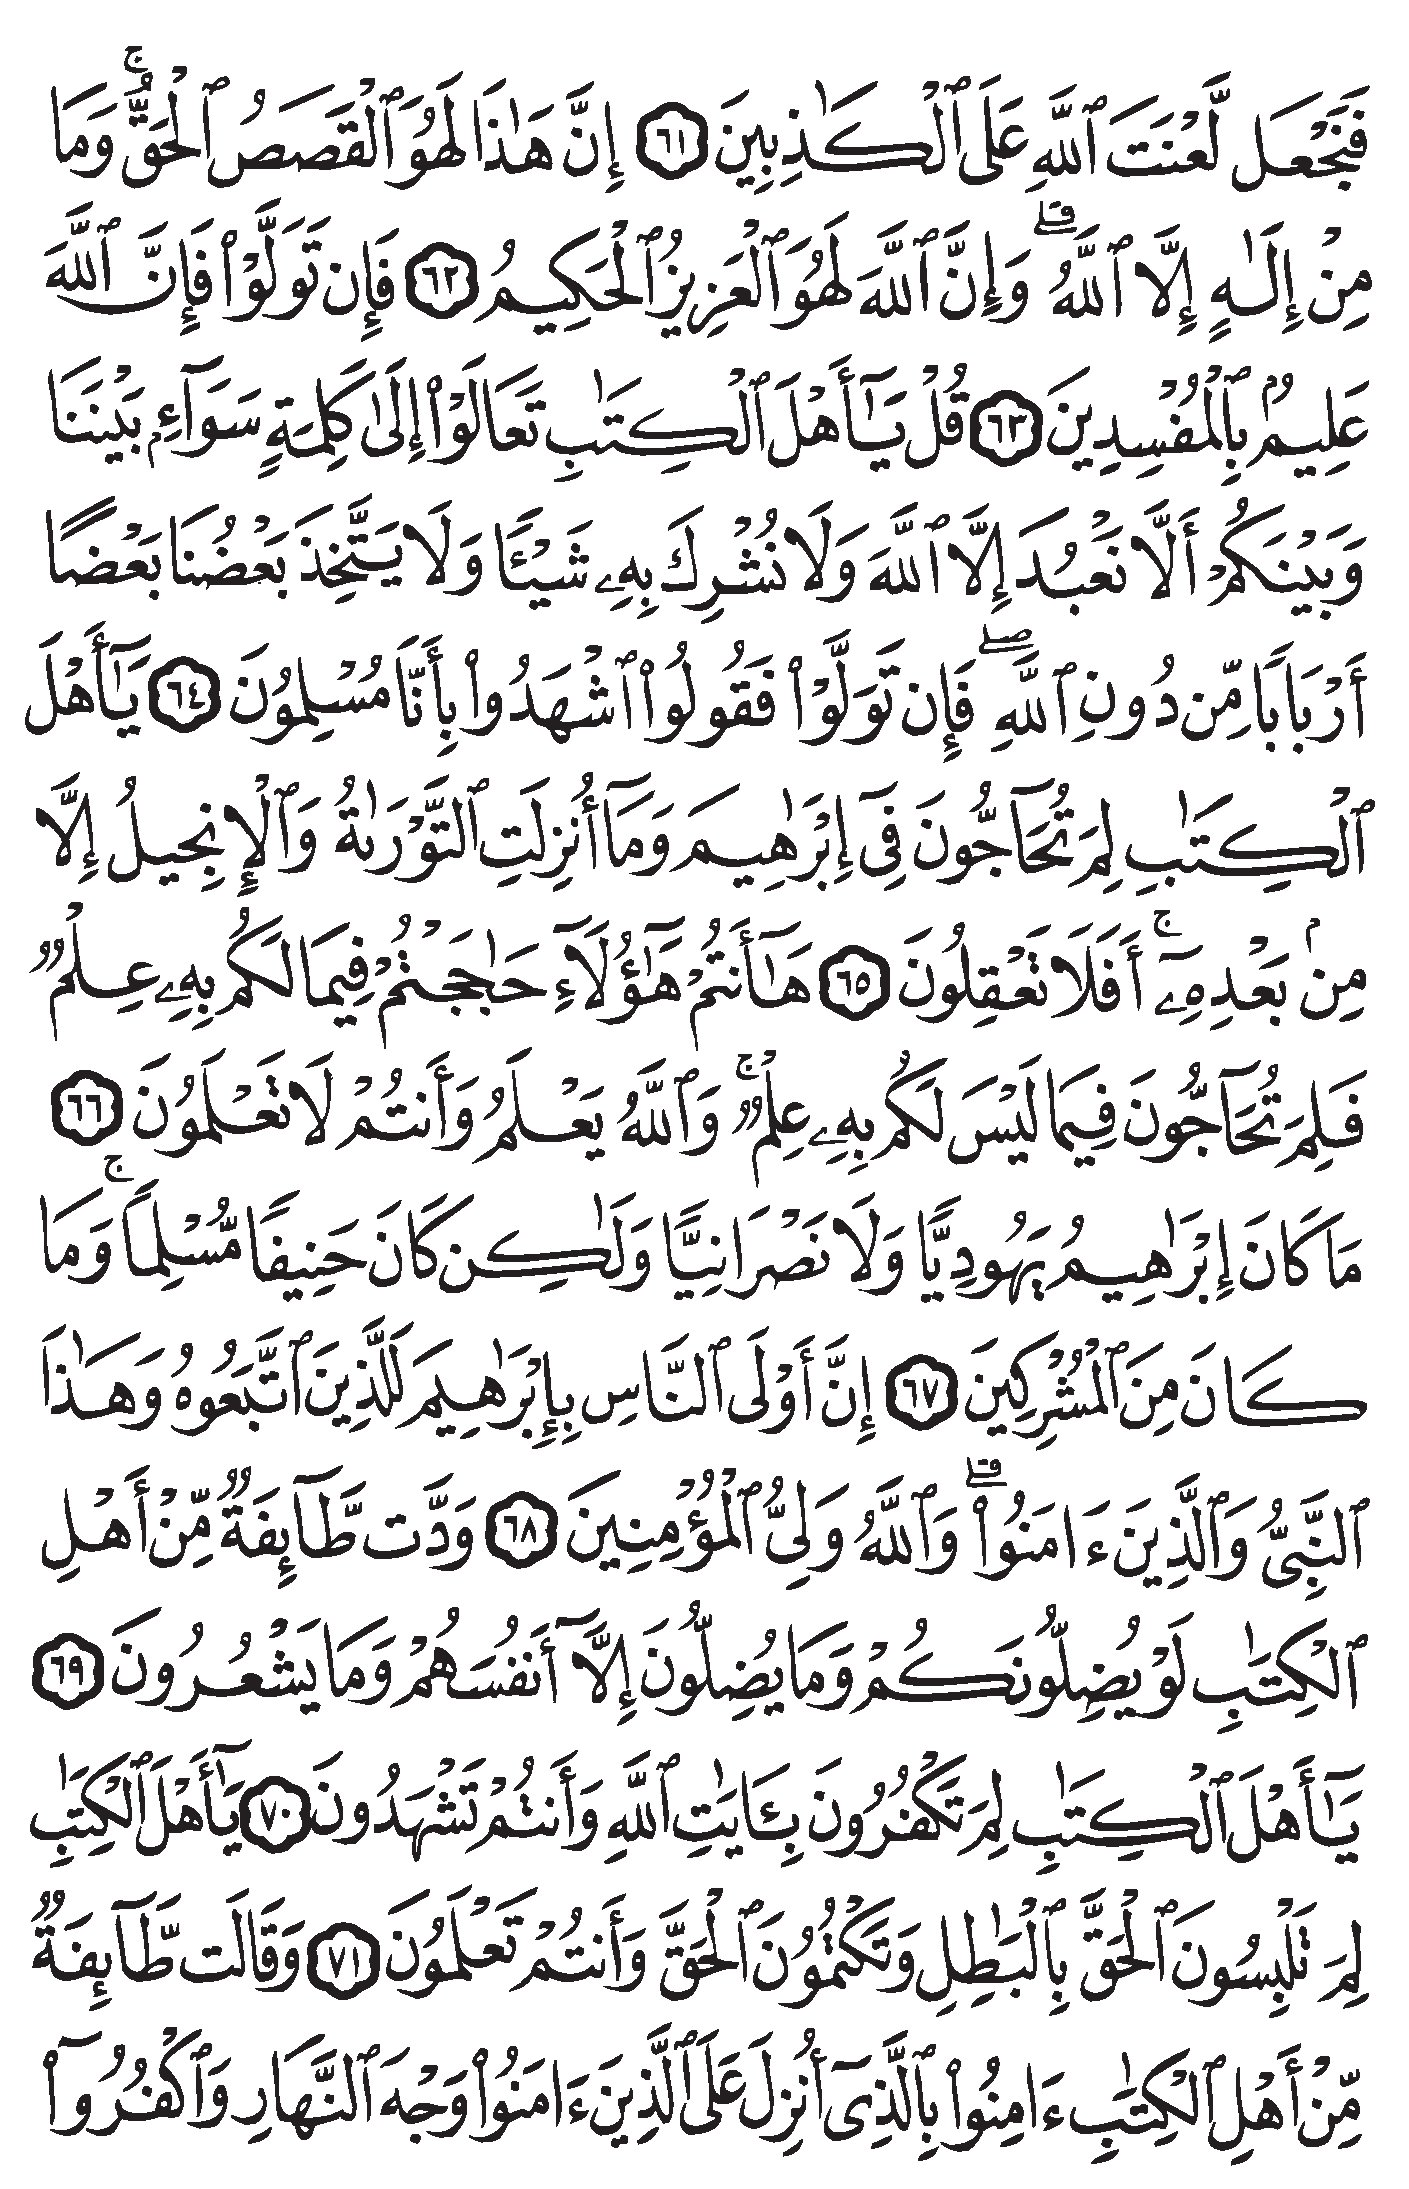 فَنَجْعَل لَّعْنَتَ ٱللَّهِ عَلَى ٱلْكَـٰذِبِينَ ٦١ إِنَّ هَـٰذَا لَهُوَ ٱلْقَصَصُ ٱلْحَقُّ ۚ وَمَا
مِنْ إِلَـٰهٍ إِلَّا ٱللَّهُ ۗ وَإِنَّ ٱللَّهَ لَهُوَ ٱلْعَزِيزُ ٱلْحَكِيمُ ٦٢ فَإِن تَوَلَّوْا۟ فَإِنَّ ٱللَّهَ
عَلِيمٌۢ بِٱلْمُفْسِدِينَ ٦٣ قُلْ يَـٰٓأَهْلَ ٱلْكِتَـٰبِ تَعَالَوْا۟ إِلَىٰ كَلِمَةٍ سَوَآءِۭ بَيْنَنَا
وَبَيْنَكُمْ أَلَّا نَعْبُدَ إِلَّا ٱللَّهَ وَلَا نُشْرِكَ بِهِۦ شَيْـًٔا وَلَا يَتَّخِذَ بَعْضُنَا بَعْضًا
أَرْبَابًا مِّن دُونِ ٱللَّهِ ۖ فَإِن تَوَلَّوْا۟ فَقُولُوا۟ ٱشْهَدُوا۟ بِأَنَّا مُسْلِمُونَ ٦٤ يَـٰٓأَهْلَ
ٱلْكِتَـٰبِ لِمَ تُحَآجُّونَ فِىٓ إِبْرَٰهِيمَ وَمَآ أُنزِلَتِ ٱلتَّوْرَىٰةُ وَٱلْإِنجِيلُ إِلَّا
مِنۢ بَعْدِهِۦٓ ۚ أَفَلَا تَعْقِلُونَ ٦٥ هَـٰٓأَنتُمْ هَـٰٓؤُلَآءِ حَـٰجَجْتُمْ فِيمَا لَكُم بِهِۦ عِلْمٌ
فَلِمَ تُحَآجُّونَ فِيمَا لَيْسَ لَكُم بِهِۦ عِلْمٌ ۚ وَٱللَّهُ يَعْلَمُ وَأَنتُمْ لَا تَعْلَمُونَ ٦٦
مَا كَانَ إِبْرَٰهِيمُ يَهُودِيًّا وَلَا نَصْرَانِيًّا وَلَـٰكِن كَانَ حَنِيفًا مُّسْلِمًا ۚ وَمَا
كَانَ مِنَ ٱلْمُشْرِكِينَ ٦٧ إِنَّ أَوْلَى ٱلنَّاسِ بِإِبْرَٰهِيمَ لَلَّذِينَ ٱتَّبَعُوهُ وَهَـٰذَا
ٱلنَّبِىُّ وَٱلَّذِينَ ءَامَنُوا۟ ۗ وَٱللَّهُ وَلِىُّ ٱلْمُؤْمِنِينَ ٦٨ وَدَّت طَّآئِفَةٌ مِّنْ أَهْلِ
ٱلْكِتَـٰبِ لَوْ يُضِلُّونَكُمْ وَمَا يُضِلُّونَ إِلَّآ أَنفُسَهُمْ وَمَا يَشْعُرُونَ ٦٩
يَـٰٓأَهْلَ ٱلْكِتَـٰبِ لِمَ تَكْفُرُونَ بِـَٔايَـٰتِ ٱللَّهِ وَأَنتُمْ تَشْهَدُونَ ٧٠ يَـٰٓأَهْلَ ٱلْكِتَـٰبِ
لِمَ تَلْبِسُونَ ٱلْحَقَّ بِٱلْبَـٰطِلِ وَتَكْتُمُونَ ٱلْحَقَّ وَأَنتُمْ تَعْلَمُونَ ٧١ وَقَالَت طَّآئِفَةٌ
مِّنْ أَهْلِ ٱلْكِتَـٰبِ ءَامِنُوا۟ بِٱلَّذِىٓ أُنزِلَ عَلَى ٱلَّذِينَ ءَامَنُوا۟ وَجْهَ ٱلنَّهَارِ وَٱكْفُرُوٓا۟